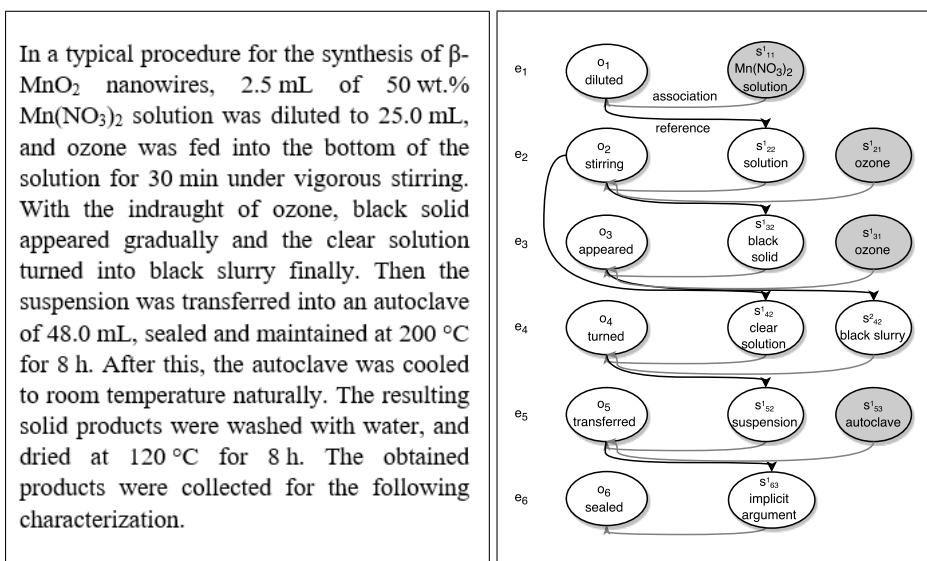 In a typical procedure for the synthesis of β-
MnO₂ nanowires, 2.5 mL of 50 wt.%
Mn(NO₃)₂ solution was diluted to 25.0 mL,
and ozone was fed into the bottom of the
solution for 30 min under vigorous stirring.
With the indraught of ozone, black solid
appeared gradually and the clear solution
turned into black slurry finally. Then the
suspension was transferred into an autoclave
of 48.0 mL, sealed and maintained at 200 °C
for 8 h. After this, the autoclave was cooled
to room temperature naturally. The resulting
solid products were washed with water, and
dried at 120 °C for 8 h. The obtained
products were collected for the following
characterization.
e₁
o₁
diluted
s¹₁₁
Mn(NO₃)₂
solution
association
reference
e₂
o₂
stirring
s¹₂₂
solution
s¹₂₁
ozone
e₃
o₃
appeared
s¹₃₂
black
solid
s¹₃₁
ozone
e₄
o₄
turned
s¹₄₂
clear
solution
s²₄₂
black slurry
e₅
o₅
transferred
s¹₅₂
suspension
s¹₅₃
autoclave
e₆
o₆
sealed
s¹₆₃
implicit
argument